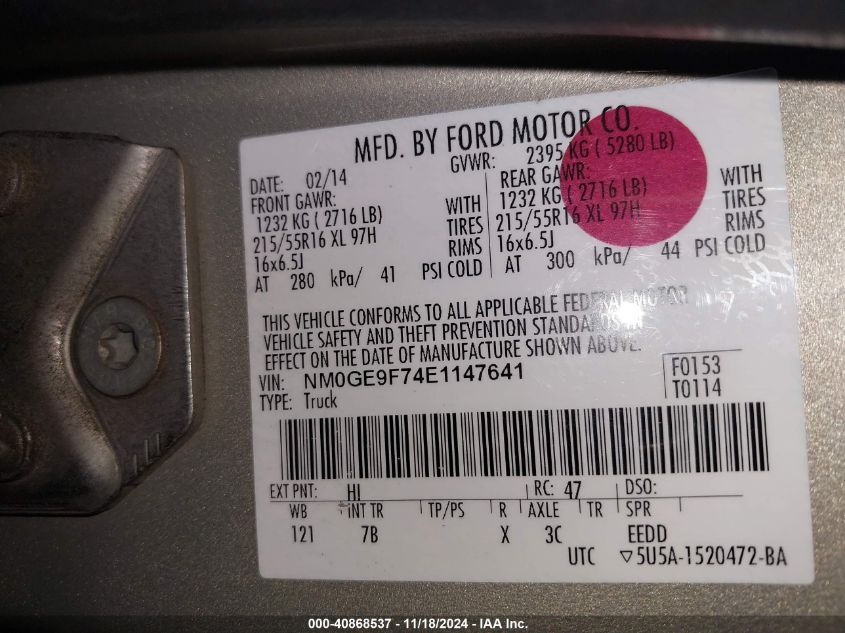 MFD. BY FORD MOTOR CO.
GVWR: 2395 KG ( 5280 LB)
DATE: 02/14
FRONT GAWR:
1232 KG ( 2716 LB) WITH
215/55R16 XL 97H TIRES
16x6.5J RIMS
AT 280 kPa/ 41 PSI COLD
REAR GAWR: WITH
1232 KG ( 2716 LB) TIRES
215/55R16 XL 97H RIMS
16x6.5J
AT 300 kPa/ 44 PSI COLD
THIS VEHICLE CONFORMS TO ALL APPLICABLE FEDERAL MOTOR
VEHICLE SAFETY AND THEFT PREVENTION STANDARDS IN
EFFECT ON THE DATE OF MANUFACTURE SHOWN ABOVE.
VIN: NM0GE9F74E1147641 F0153
TYPE: Truck T0114
EXT PNT: HI RC: 47 DSO:
WB INT TR TP/PS R AXLE TR SPR
121 7B X 3C EEDD
UTC ▽5U5A-1520472-BA
000-40868537 - 11/18/2024 - IAA Inc.